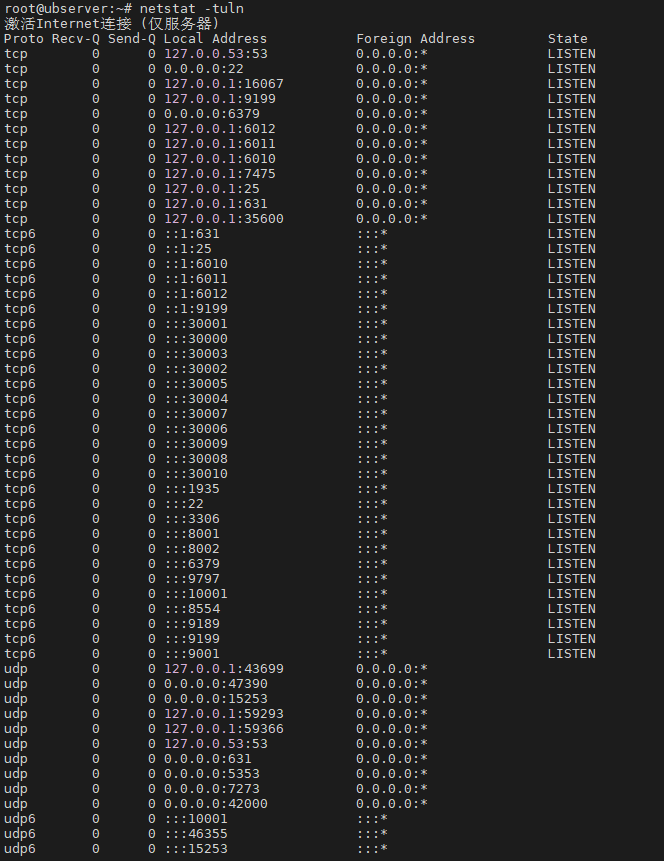 root@ubserver:~# netstat -tuln
激活Internet连接 (仅服务器)
Proto Recv-Q Send-Q Local Address           Foreign Address         State
tcp        0      0 127.0.0.53:53           0.0.0.0:*               LISTEN
tcp        0      0 0.0.0.0:22              0.0.0.0:*               LISTEN
tcp        0      0 127.0.0.1:16067         0.0.0.0:*               LISTEN
tcp        0      0 127.0.0.1:9199          0.0.0.0:*               LISTEN
tcp        0      0 0.0.0.0:6379            0.0.0.0:*               LISTEN
tcp        0      0 127.0.0.1:6012          0.0.0.0:*               LISTEN
tcp        0      0 127.0.0.1:6011          0.0.0.0:*               LISTEN
tcp        0      0 127.0.0.1:6010          0.0.0.0:*               LISTEN
tcp        0      0 127.0.0.1:7475          0.0.0.0:*               LISTEN
tcp        0      0 127.0.0.1:25            0.0.0.0:*               LISTEN
tcp        0      0 127.0.0.1:631           0.0.0.0:*               LISTEN
tcp        0      0 127.0.0.1:35600         0.0.0.0:*               LISTEN
tcp6       0      0 ::1:631                 :::*                    LISTEN
tcp6       0      0 ::1:25                  :::*                    LISTEN
tcp6       0      0 ::1:6010                :::*                    LISTEN
tcp6       0      0 ::1:6011                :::*                    LISTEN
tcp6       0      0 ::1:6012                :::*                    LISTEN
tcp6       0      0 ::1:9199                :::*                    LISTEN
tcp6       0      0 :::30001                :::*                    LISTEN
tcp6       0      0 :::30000                :::*                    LISTEN
tcp6       0      0 :::30003                :::*                    LISTEN
tcp6       0      0 :::30002                :::*                    LISTEN
tcp6       0      0 :::30005                :::*                    LISTEN
tcp6       0      0 :::30004                :::*                    LISTEN
tcp6       0      0 :::30007                :::*                    LISTEN
tcp6       0      0 :::30006                :::*                    LISTEN
tcp6       0      0 :::30009                :::*                    LISTEN
tcp6       0      0 :::30008                :::*                    LISTEN
tcp6       0      0 :::30010                :::*                    LISTEN
tcp6       0      0 :::1935                 :::*                    LISTEN
tcp6       0      0 :::22                   :::*                    LISTEN
tcp6       0      0 :::3306                 :::*                    LISTEN
tcp6       0      0 :::8001                 :::*                    LISTEN
tcp6       0      0 :::8002                 :::*                    LISTEN
tcp6       0      0 :::6379                 :::*                    LISTEN
tcp6       0      0 :::9797                 :::*                    LISTEN
tcp6       0      0 :::10001                :::*                    LISTEN
tcp6       0      0 :::8554                 :::*                    LISTEN
tcp6       0      0 :::9189                 :::*                    LISTEN
tcp6       0      0 :::9199                 :::*                    LISTEN
tcp6       0      0 :::9001                 :::*                    LISTEN
udp        0      0 127.0.0.1:43699         0.0.0.0:*
udp        0      0 0.0.0.0:47390           0.0.0.0:*
udp        0      0 0.0.0.0:15253           0.0.0.0:*
udp        0      0 127.0.0.1:59293         0.0.0.0:*
udp        0      0 127.0.0.1:59366         0.0.0.0:*
udp        0      0 127.0.0.53:53           0.0.0.0:*
udp        0      0 0.0.0.0:631             0.0.0.0:*
udp        0      0 0.0.0.0:5353            0.0.0.0:*
udp        0      0 0.0.0.0:7273            0.0.0.0:*
udp        0      0 0.0.0.0:42000           0.0.0.0:*
udp6       0      0 :::10001                :::*
udp6       0      0 :::46355                :::*
udp6       0      0 :::15253                :::*